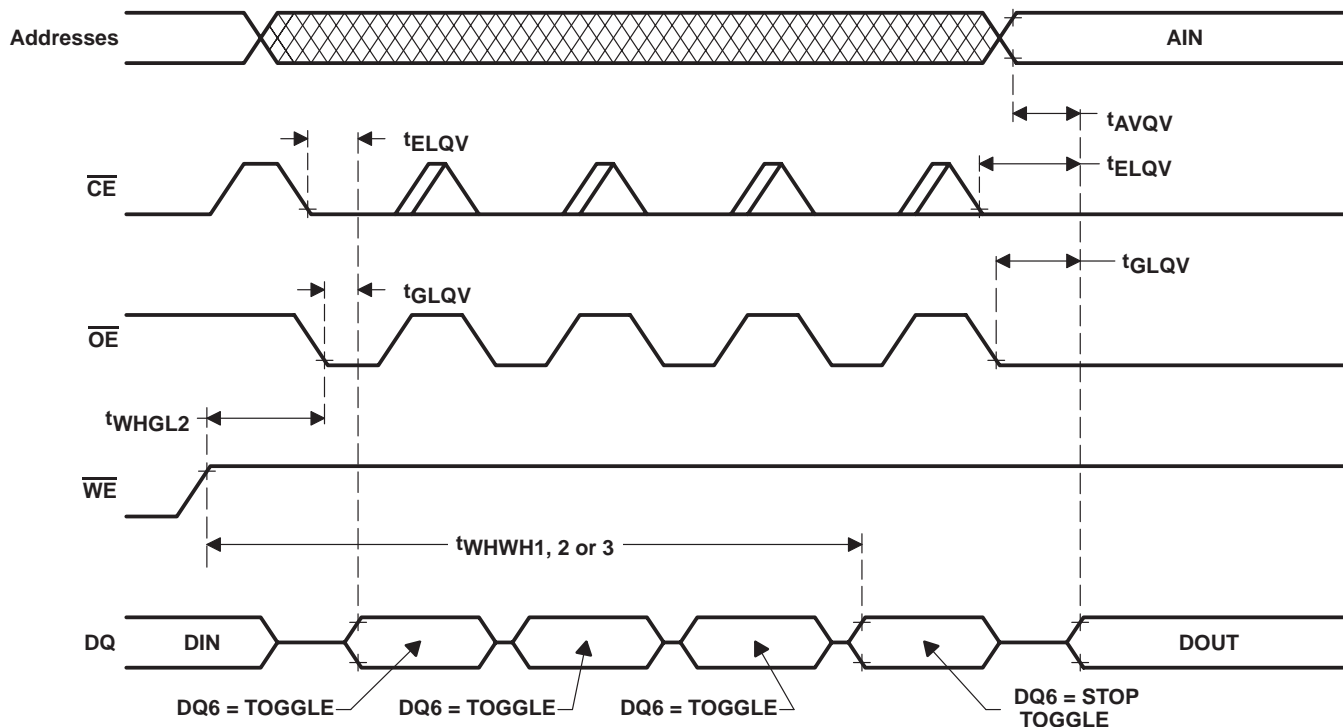 Addresses
AIN
tAVQV
tELQV
tELQV
CE
tGLQV
tGLQV
OE
tWHGL2
WE
tWHWH1, 2 or 3
DQ
DIN
DOUT
DQ6 = TOGGLE
DQ6 = TOGGLE
DQ6 = TOGGLE
DQ6 = STOP
TOGGLE